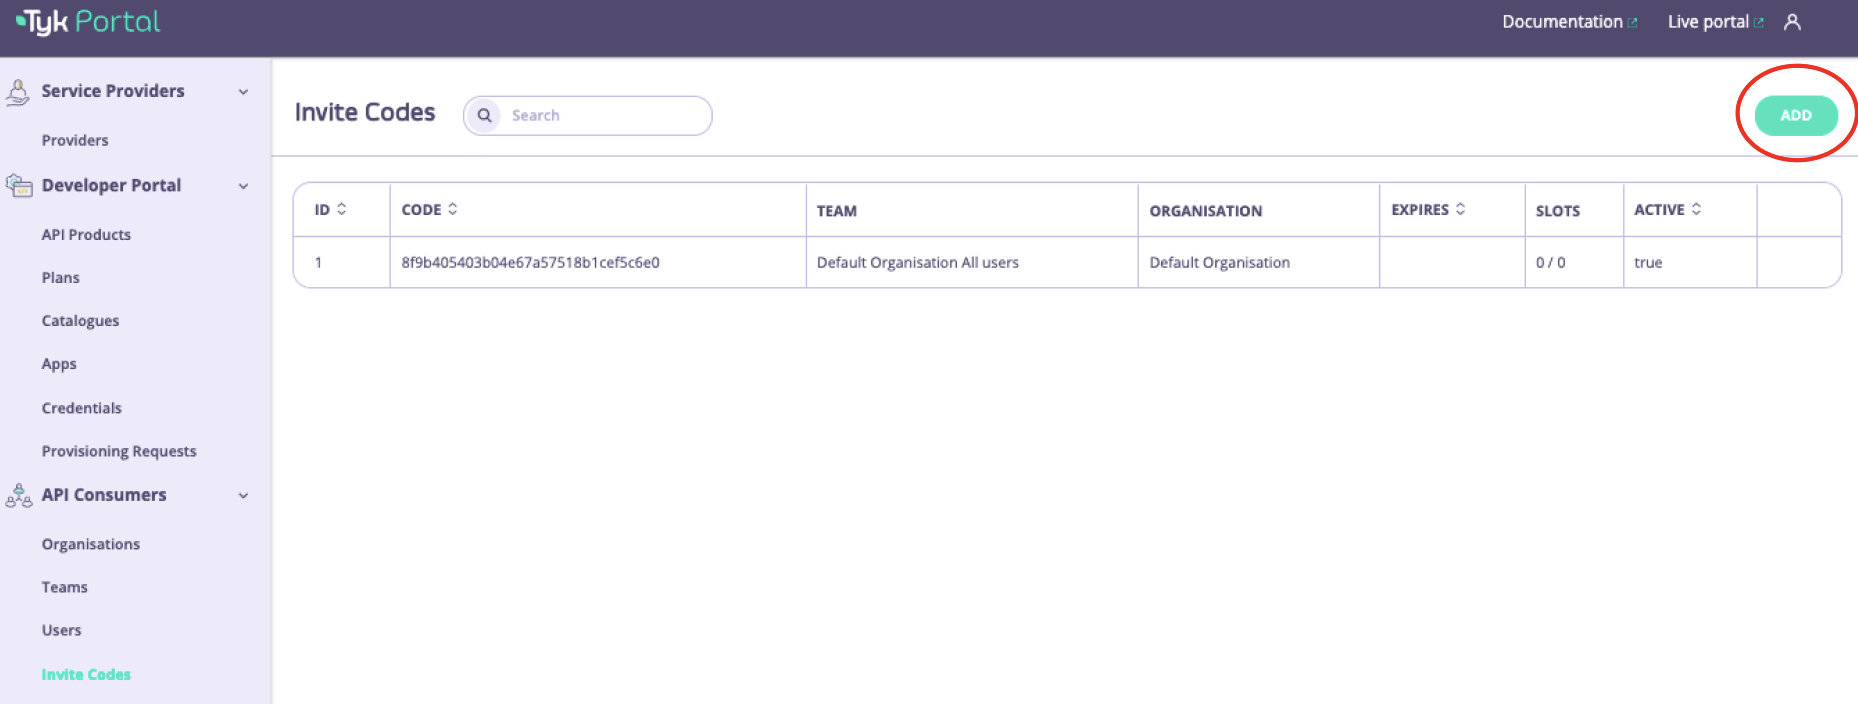 Tyk Portal
Documentation
Live portal
Service Providers
Providers
Developer Portal
API Products
Plans
Catalogues
Apps
Credentials
Provisioning Requests
API Consumers
Organisations
Teams
Users
Invite Codes
Invite Codes
Search
ADD
ID CODE TEAM ORGANISATION EXPIRES SLOTS ACTIVE
1 8f9b405403b04e67a57518b1cef5c6e0 Default Organisation All users Default Organisation 0 / 0 true